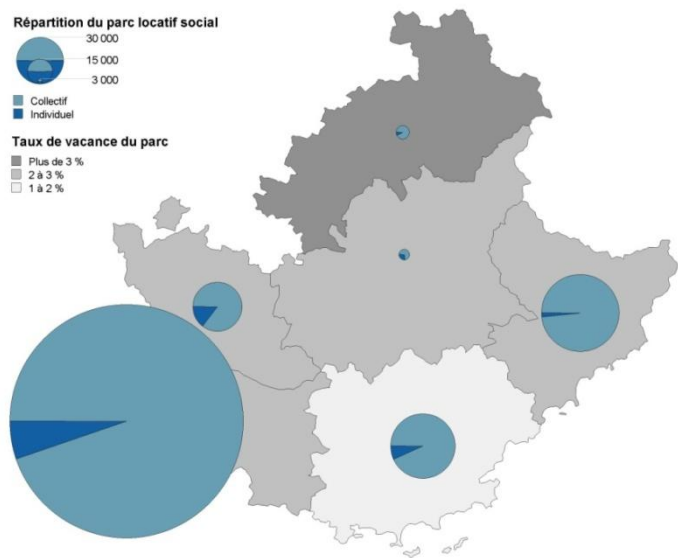 Répartition du parc locatif social
30 000
15 000
3 000
Collectif
Individuel
Taux de vacance du parc
Plus de 3 %
2 à 3 %
1 à 2 %